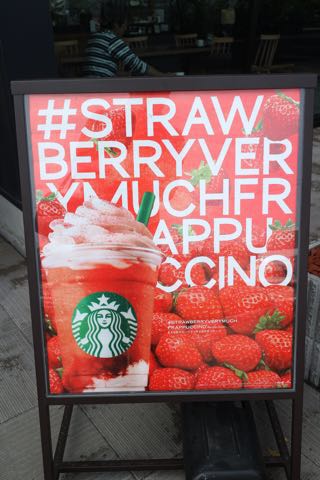 #STRAW
BERRYVER
YMUCHFR
APPU
CCINO
#STRAWBERRYVERYMUCH
FRAPPUCCINO